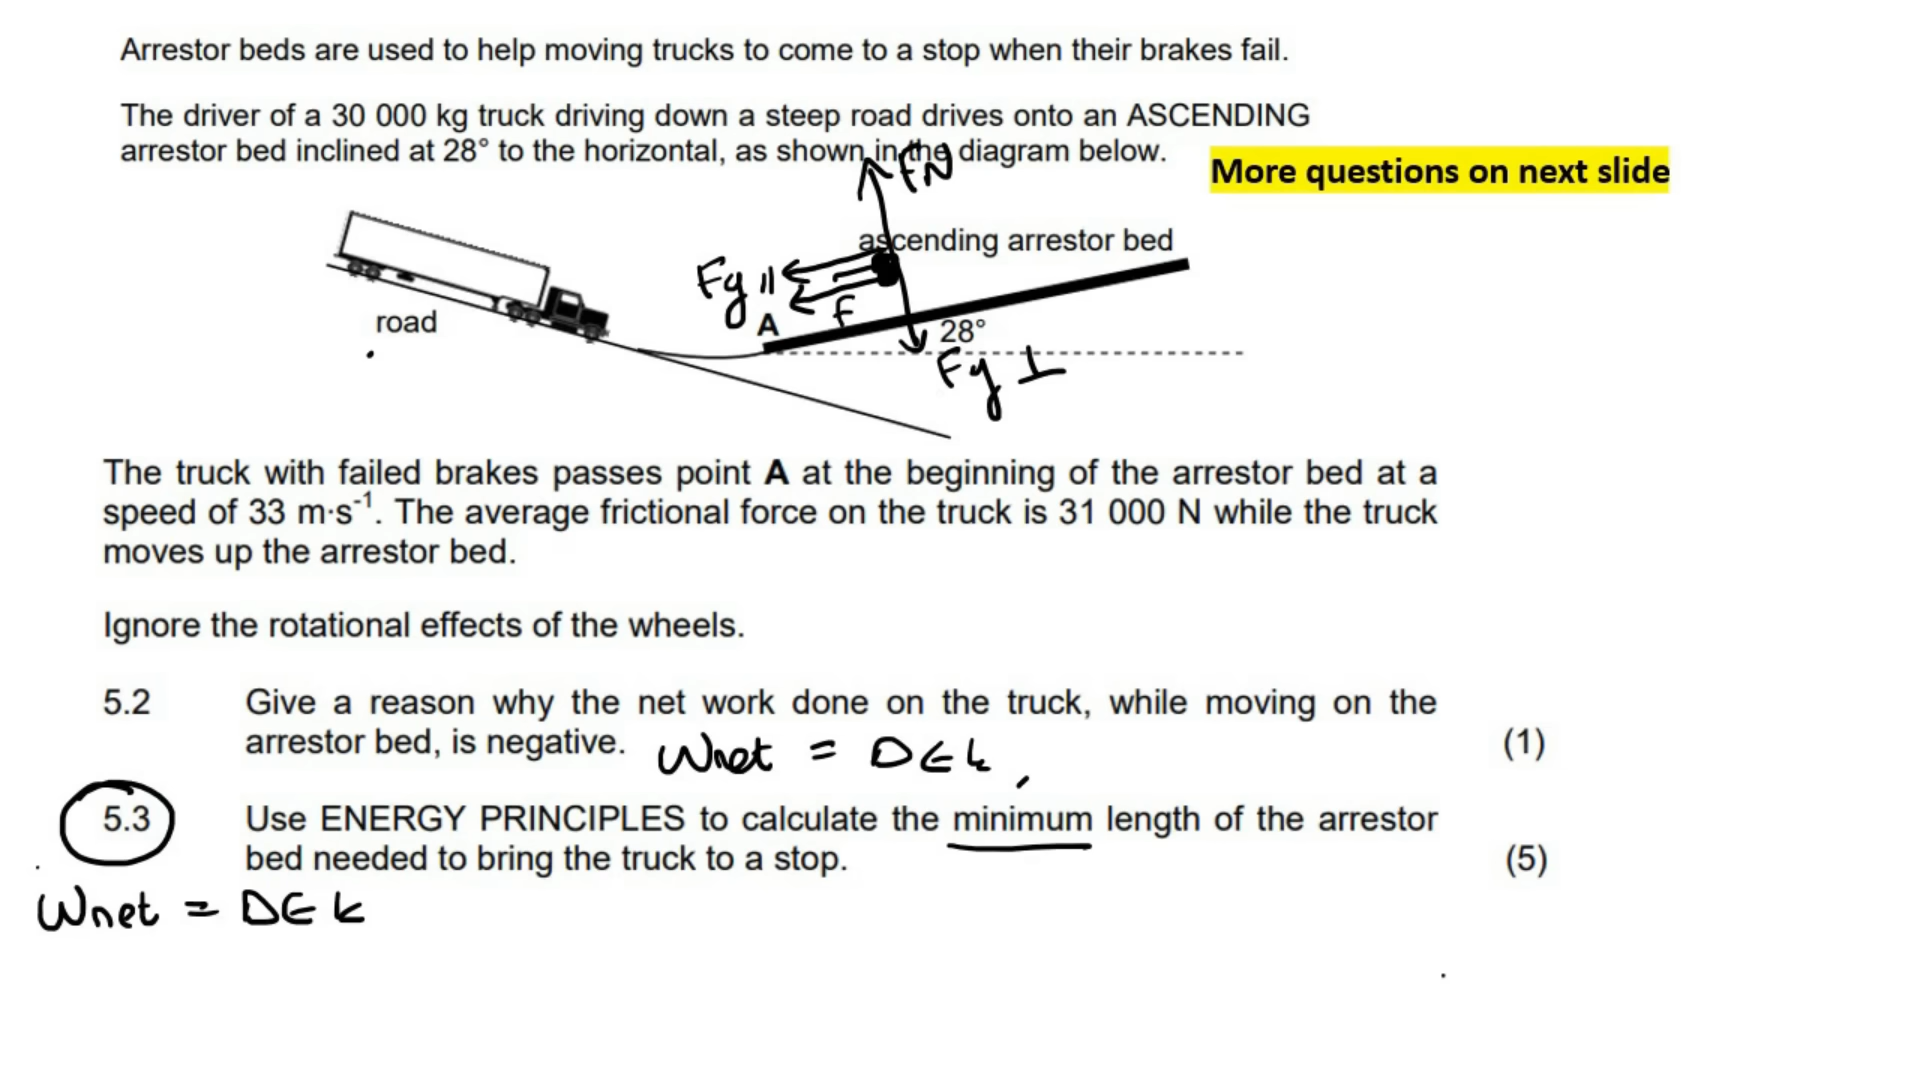 Arrestor beds are used to help moving trucks to come to a stop when their brakes fail.
The driver of a 30 000 kg truck driving down a steep road drives onto an ASCENDING
arrestor bed inclined at 28° to the horizontal, as shown in the diagram below.
More questions on next slide
FN
ascending arrestor bed
Fg ||
f
A
road
28°
Fg ⊥
The truck with failed brakes passes point A at the beginning of the arrestor bed at a
speed of 33 m·s⁻¹. The average frictional force on the truck is 31 000 N while the truck
moves up the arrestor bed.
Ignore the rotational effects of the wheels.
5.2 Give a reason why the net work done on the truck, while moving on the
arrestor bed, is negative. Wnet = ΔEk (1)
5.3 Use ENERGY PRINCIPLES to calculate the minimum length of the arrestor
bed needed to bring the truck to a stop. (5)
Wnet = ΔEk